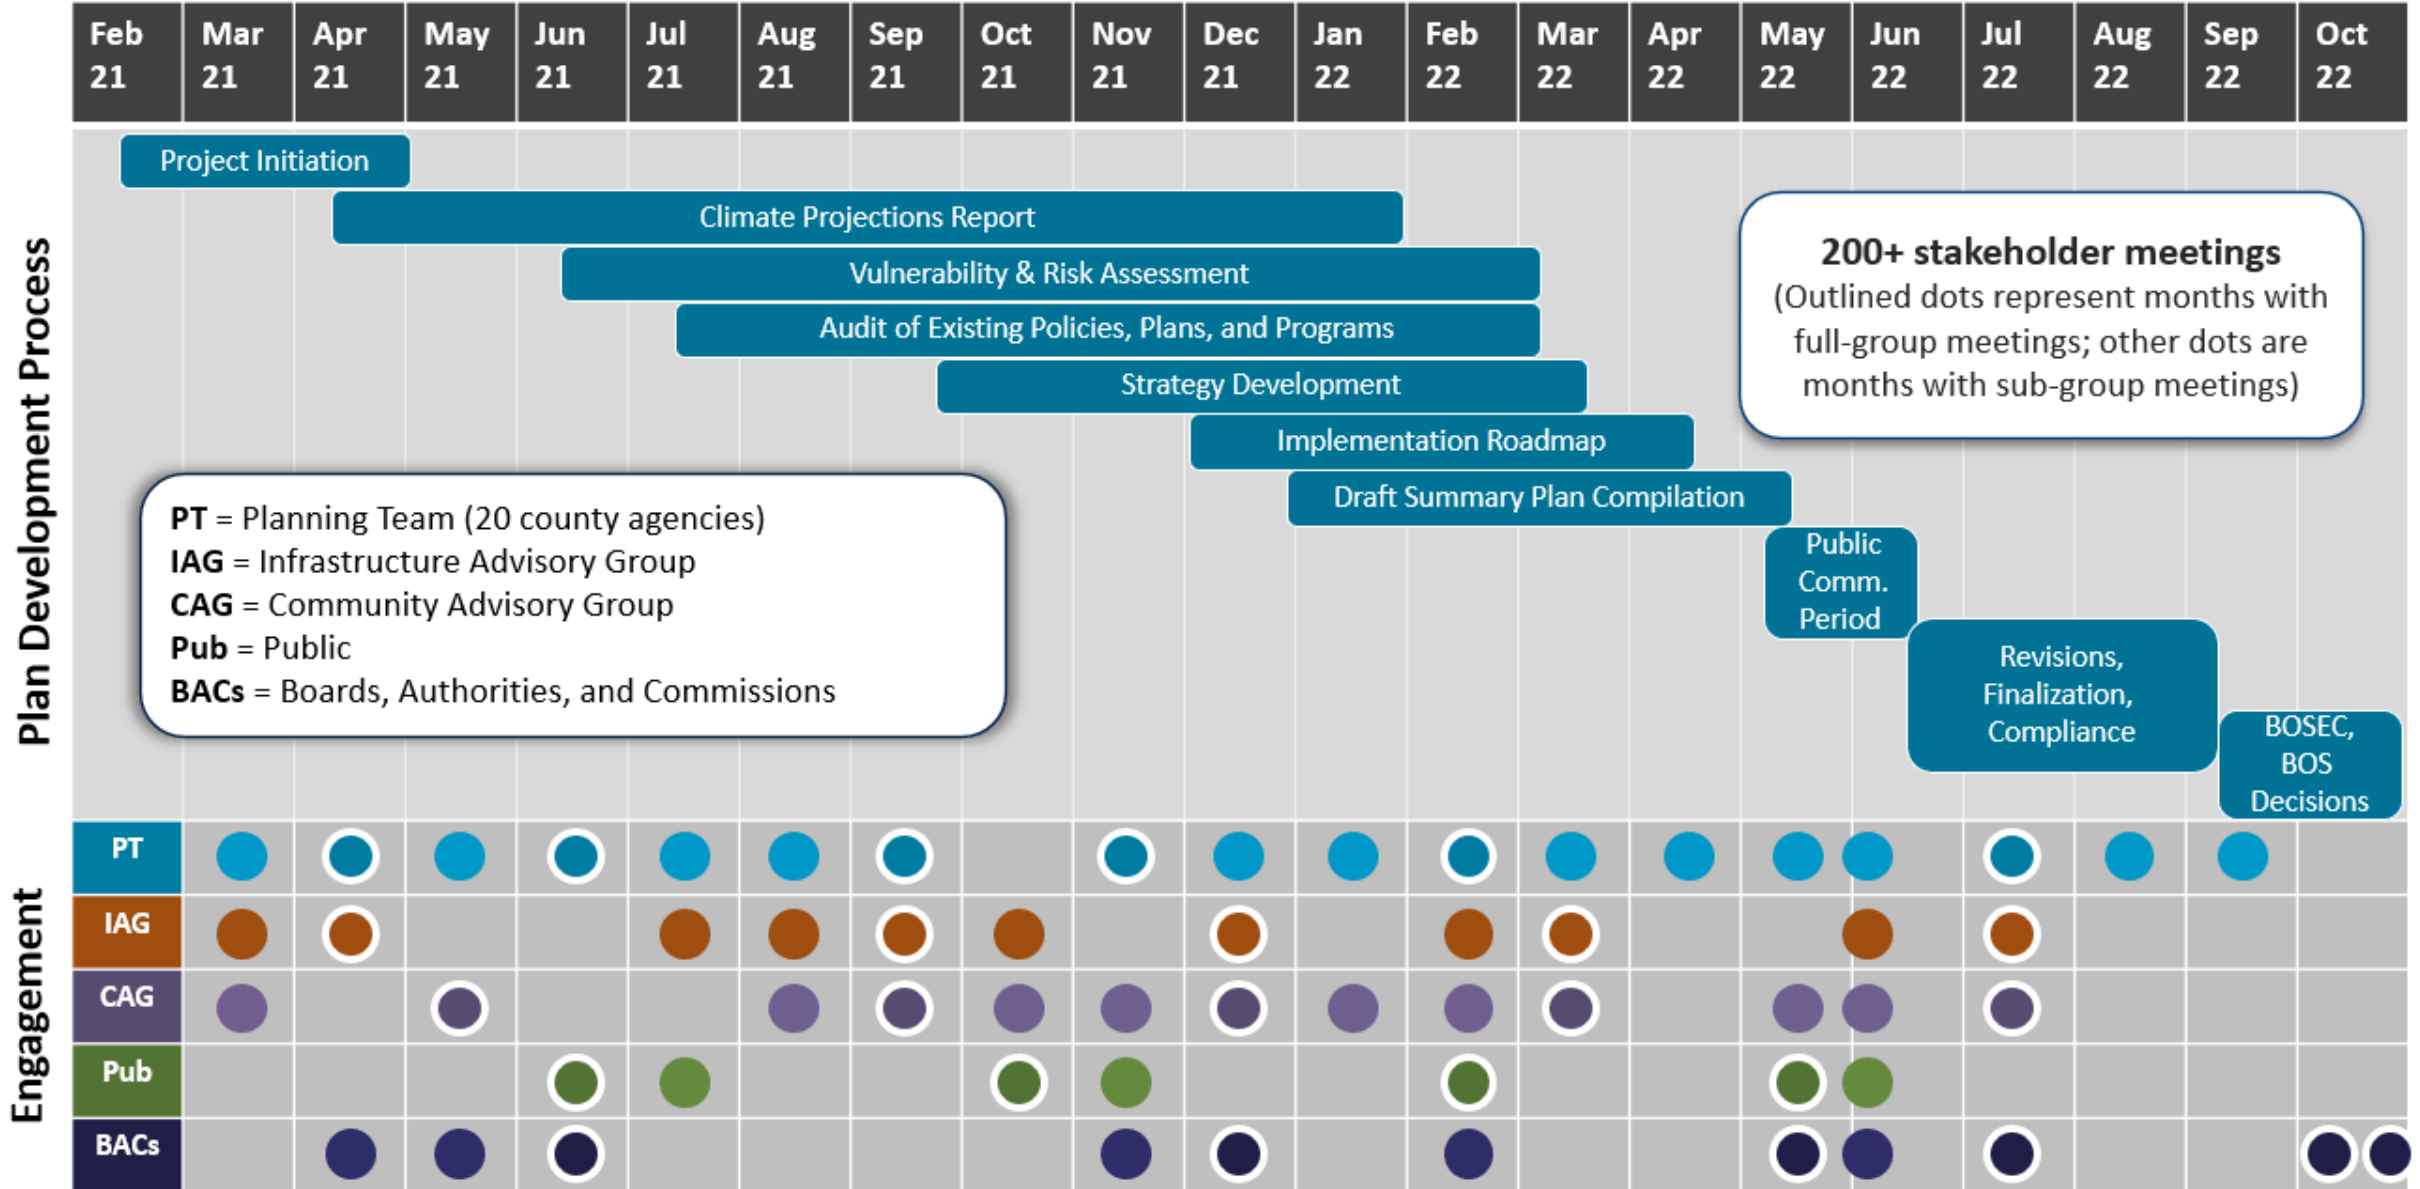 Feb 21
Mar 21
Apr 21
May 21
Jun 21
Jul 21
Aug 21
Sep 21
Oct 21
Nov 21
Dec 21
Jan 22
Feb 22
Mar 22
Apr 22
May 22
Jun 22
Jul 22
Aug 22
Sep 22
Oct 22
Plan Development Process
Project Initiation
Climate Projections Report
Vulnerability & Risk Assessment
Audit of Existing Policies, Plans, and Programs
Strategy Development
Implementation Roadmap
Draft Summary Plan Compilation
Public
Comm.
Period
Revisions,
Finalization,
Compliance
BOSEC,
BOS
Decisions
200+ stakeholder meetings
(Outlined dots represent months with
full-group meetings; other dots are
months with sub-group meetings)
PT = Planning Team (20 county agencies)
IAG = Infrastructure Advisory Group
CAG = Community Advisory Group
Pub = Public
BACs = Boards, Authorities, and Commissions
Engagement
PT
IAG
CAG
Pub
BACs